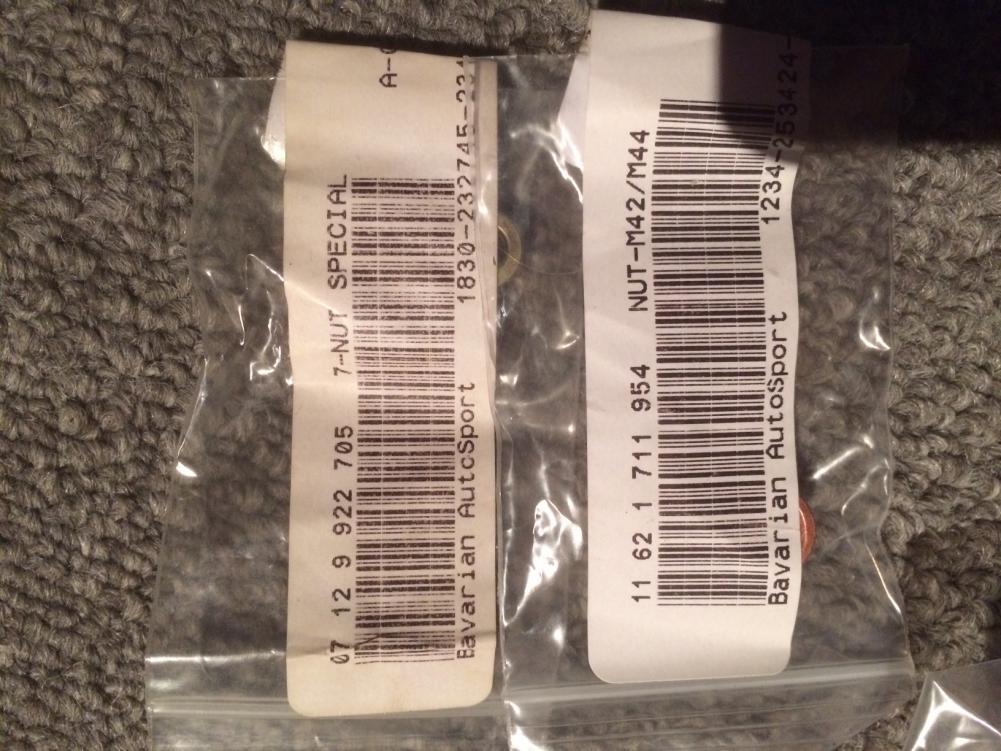 A-
07 12 9 922 705 7-NUT SPECIAL
Bavarian AutoSport 1830-232745-
11 62 1 711 954 NUT-M42/M44
Bavarian AutoSport 1234-253424-